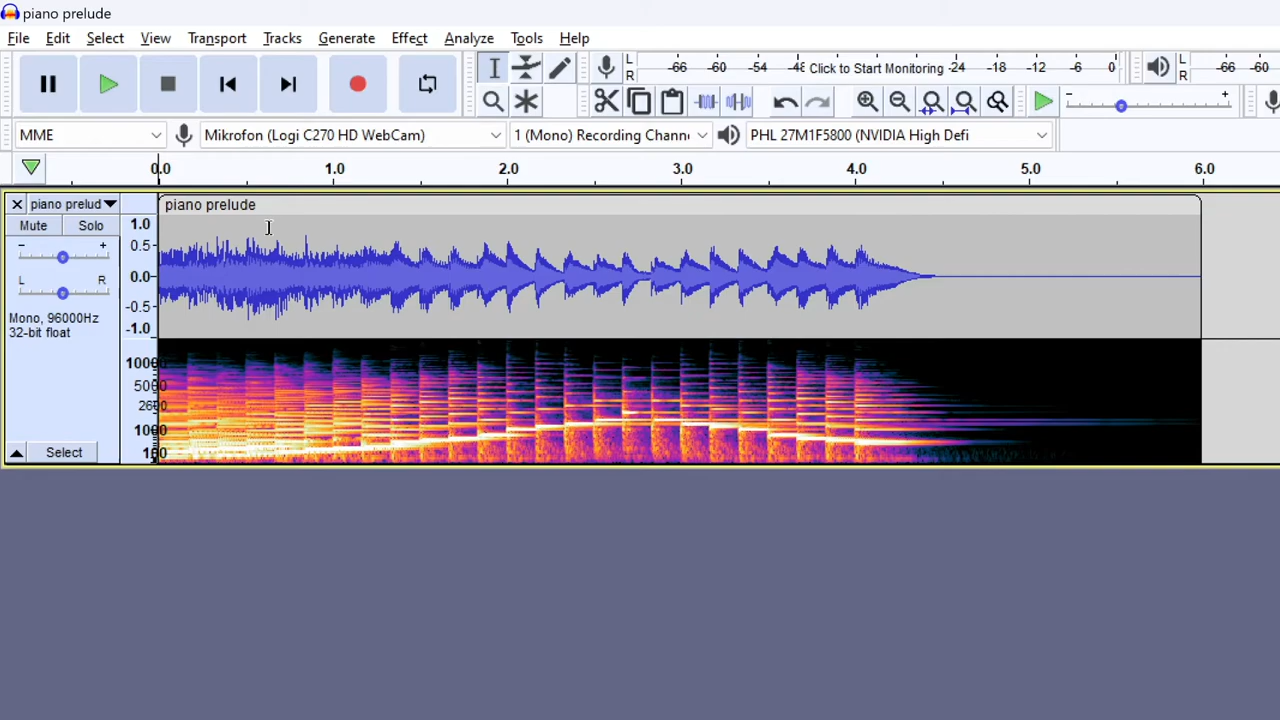 piano prelude
File Edit Select View Transport Tracks Generate Effect Analyze Tools Help
L R -66 -60 -54 Click to Start Monitoring -24 -18 -12 -6 0 L R -66 -60
- +
MME Mikrofon (Logi C270 HD WebCam) 1 (Mono) Recording Chann PHL 27M1F5800 (NVIDIA High Defi
0.0 1.0 2.0 3.0 4.0 5.0 6.0
piano prelud 1.0 piano prelude
Mute Solo
- + 0.5
0.0
L R
-0.5
Mono, 96000Hz
-1.0
32-bit float
5000
1000
Select